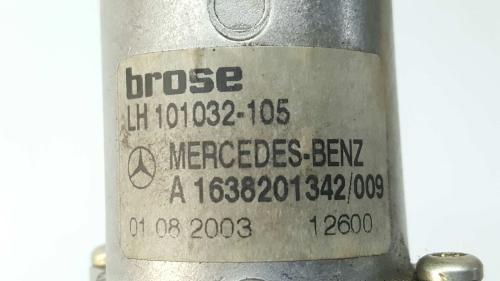 brose
LH 101032-105
MERCEDES-BENZ
A 1638201342/009
01 08 2003 12600